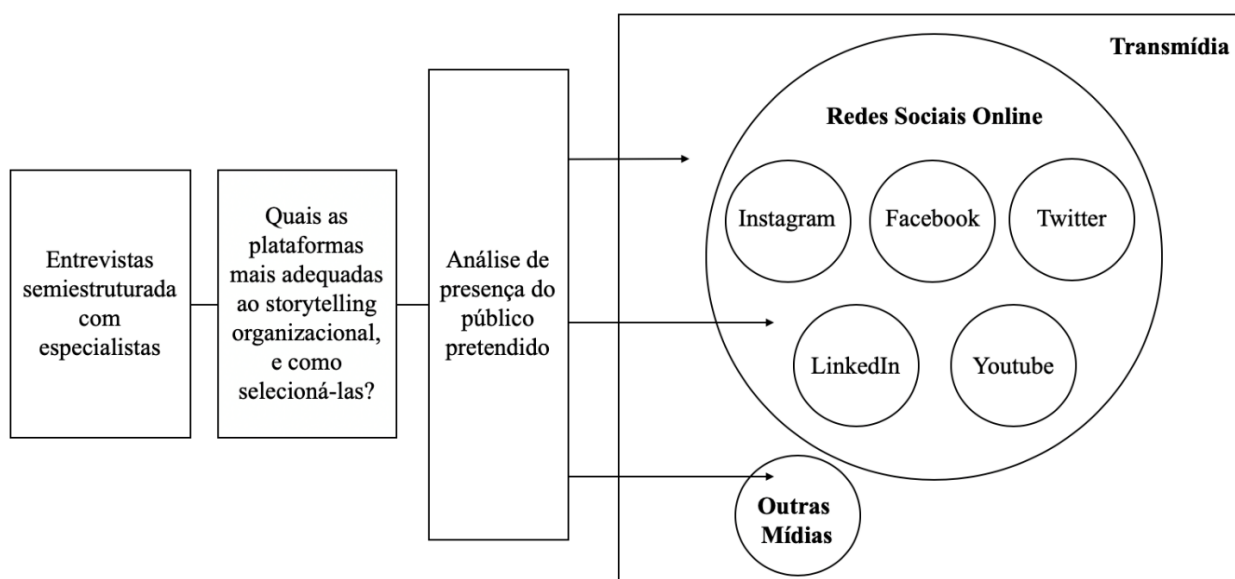 Entrevistas
semiestruturada
com
especialistas
Quais as
plataformas
mais adequadas
ao storytelling
organizacional,
e como
selecioná-las?
Análise de
presença do
público
pretendido
Transmídia
Redes Sociais Online
Instagram
Facebook
Twitter
LinkedIn
Youtube
Outras
Mídias